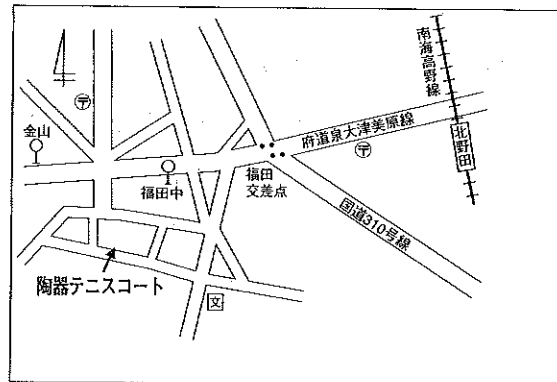 南海高野線
北野田
府道泉大津美原線
〒
〒
金山
福田中
福田
交差点
国道310号線
陶器テニスコート
文